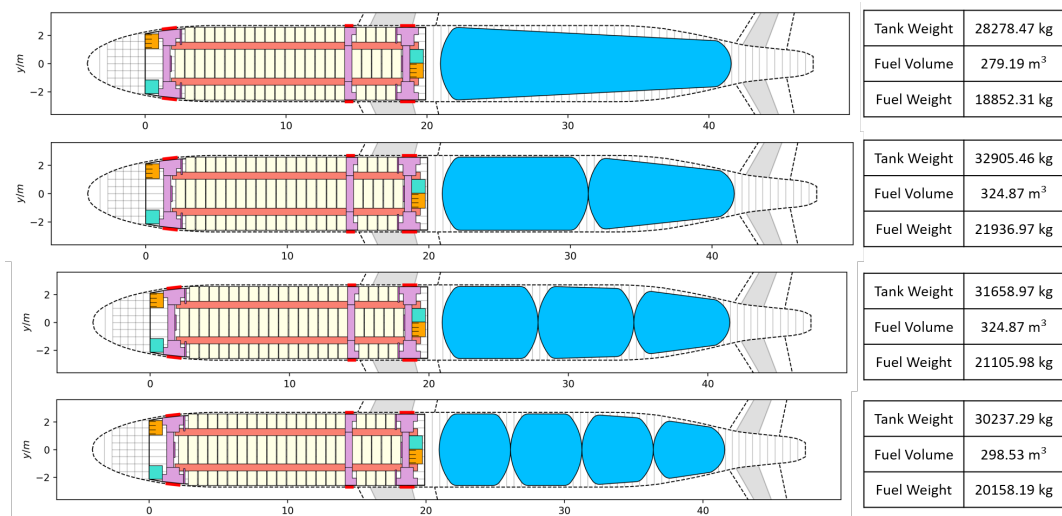 2
0
−2
y/m
0 10 20 30 40
Tank Weight 28278.47 kg
Fuel Volume 279.19 m³
Fuel Weight 18852.31 kg
2
0
−2
y/m
0 10 20 30 40
Tank Weight 32905.46 kg
Fuel Volume 324.87 m³
Fuel Weight 21936.97 kg
2
0
−2
y/m
0 10 20 30 40
Tank Weight 31658.97 kg
Fuel Volume 324.87 m³
Fuel Weight 21105.98 kg
2
0
−2
y/m
0 10 20 30 40
Tank Weight 30237.29 kg
Fuel Volume 298.53 m³
Fuel Weight 20158.19 kg